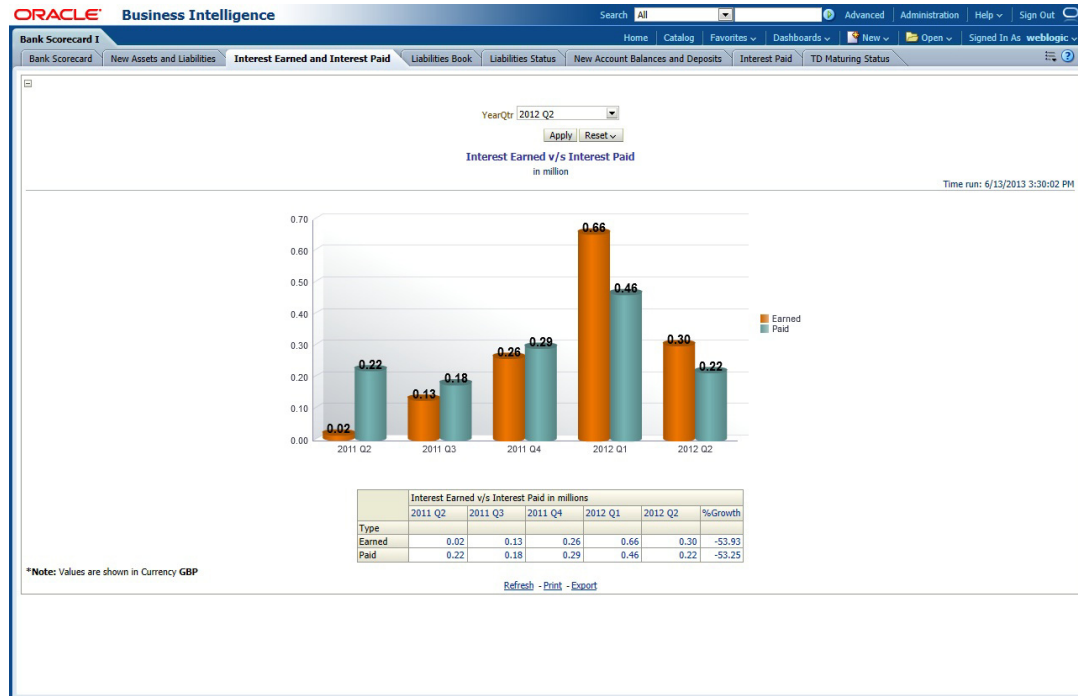 ORACLE Business Intelligence Search All Advanced Administration Help Sign Out
Bank Scorecard I Home Catalog Favorites Dashboards New Open Signed In As weblogic
Bank Scorecard New Assets and Liabilities Interest Earned and Interest Paid Liabilities Book Liabilities Status New Account Balances and Deposits Interest Paid TD Maturing Status
YearQtr 2012 Q2
Apply Reset
Interest Earned v/s Interest Paid
in million
Time run: 6/13/2013 3:30:02 PM
0.70
0.60
0.50
0.40
0.30
0.20
0.10
0.00
0.02 0.22 0.13 0.18 0.26 0.29 0.66 0.46 0.30 0.22
2011 Q2 2011 Q3 2011 Q4 2012 Q1 2012 Q2
Earned
Paid
Interest Earned v/s Interest Paid in millions
2011 Q2 2011 Q3 2011 Q4 2012 Q1 2012 Q2 %Growth
Type
Earned 0.02 0.13 0.26 0.66 0.30 -53.93
Paid 0.22 0.18 0.29 0.46 0.22 -53.25
*Note: Values are shown in Currency GBP
Refresh - Print - Export